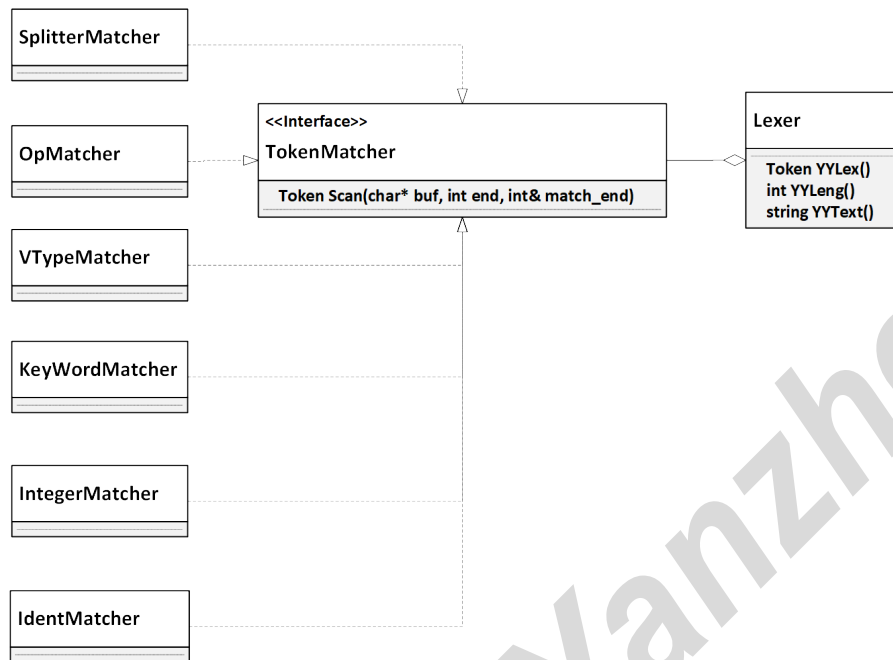 SplitterMatcher
OpMatcher
VTypeMatcher
KeyWordMatcher
IntegerMatcher
IdentMatcher
<<Interface>>
TokenMatcher
Token Scan(char* buf, int end, int& match_end)
Lexer
Token YYLex()
int YYLeng()
string YYText()
Yanzhe